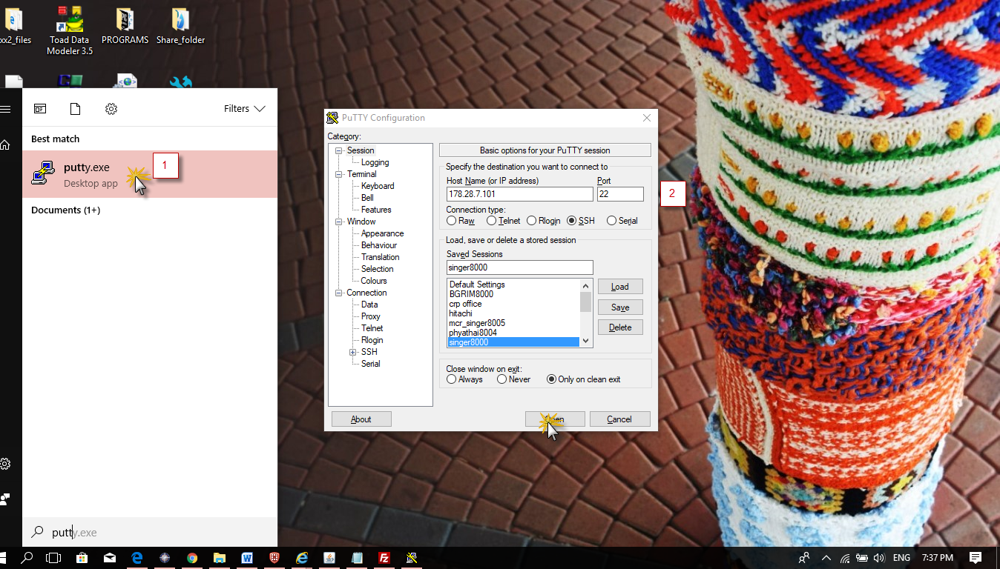 xx2_files
Toad Data
Modeler 3.5
PROGRAMS
Share_folder
Filters
Best match
putty.exe
Desktop app
1
Documents (1+)
putty.exe
PuTTY Configuration
Category:
Session
Logging
Terminal
Keyboard
Bell
Features
Window
Appearance
Behaviour
Translation
Selection
Colours
Connection
Data
Proxy
Telnet
Rlogin
SSH
Serial
Basic options for your PuTTY session
Specify the destination you want to connect to
Host Name (or IP address) Port
178.28.7.101 22
2
Connection type:
Raw Telnet Rlogin SSH Serial
Load, save or delete a stored session
Saved Sessions
singer8000
Default Settings
BGRIM8000
crp office
hitachi
mcr_singer8005
phyathai8004
singer8000
Load
Save
Delete
Close window on exit:
Always Never Only on clean exit
About Cancel
ENG 7:37 PM